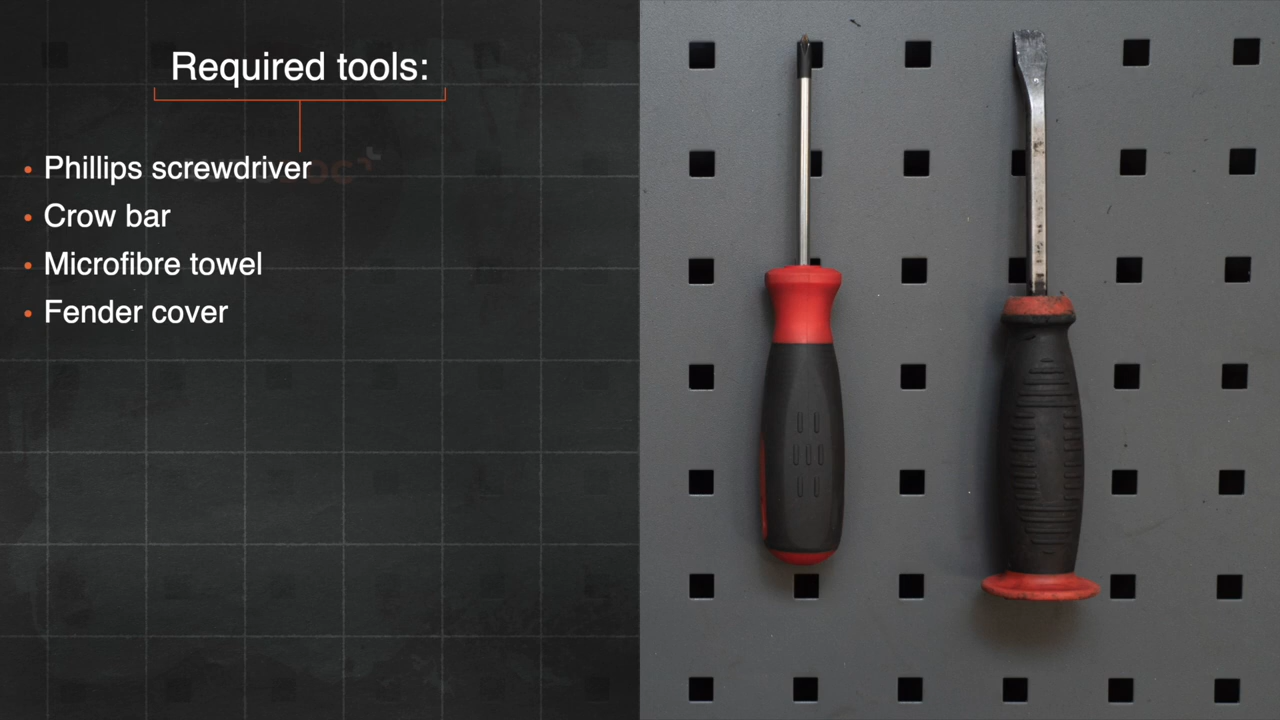 Required tools:
• Phillips screwdriver
• Crow bar
• Microfibre towel
• Fender cover